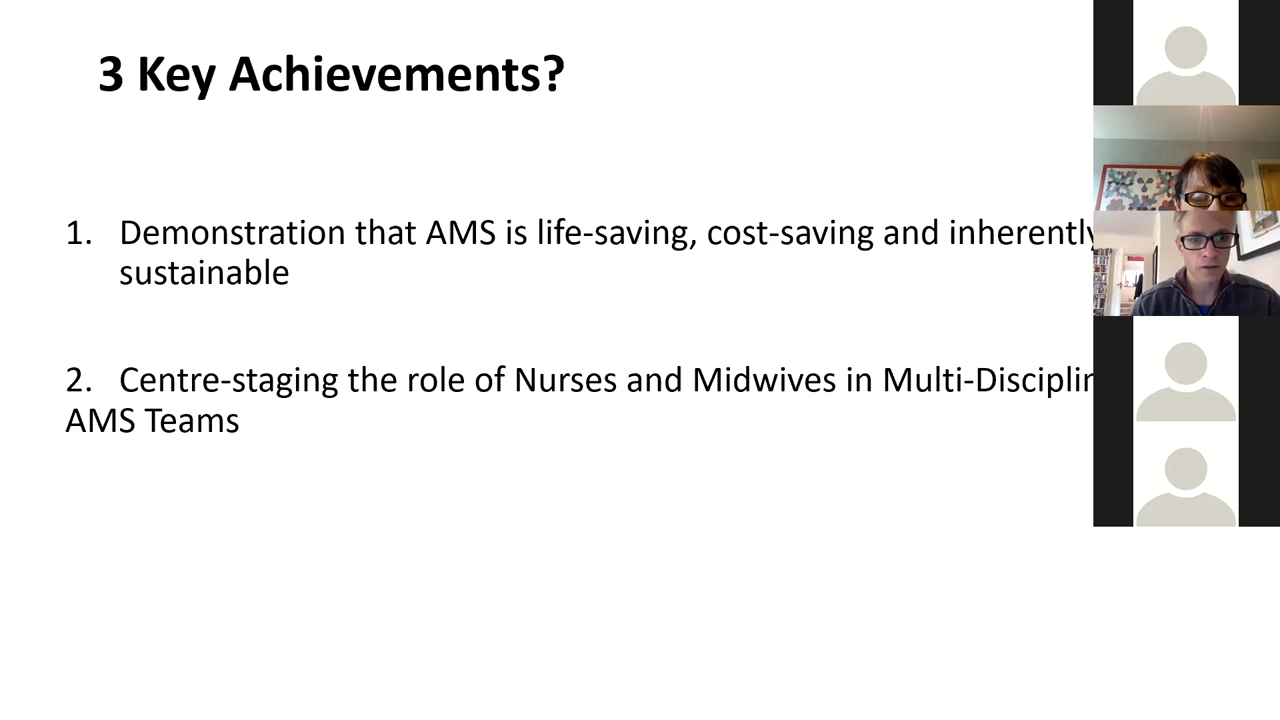 3 Key Achievements?
1. Demonstration that AMS is life-saving, cost-saving and inherently
sustainable
2. Centre-staging the role of Nurses and Midwives in Multi-Disciplin
AMS Teams